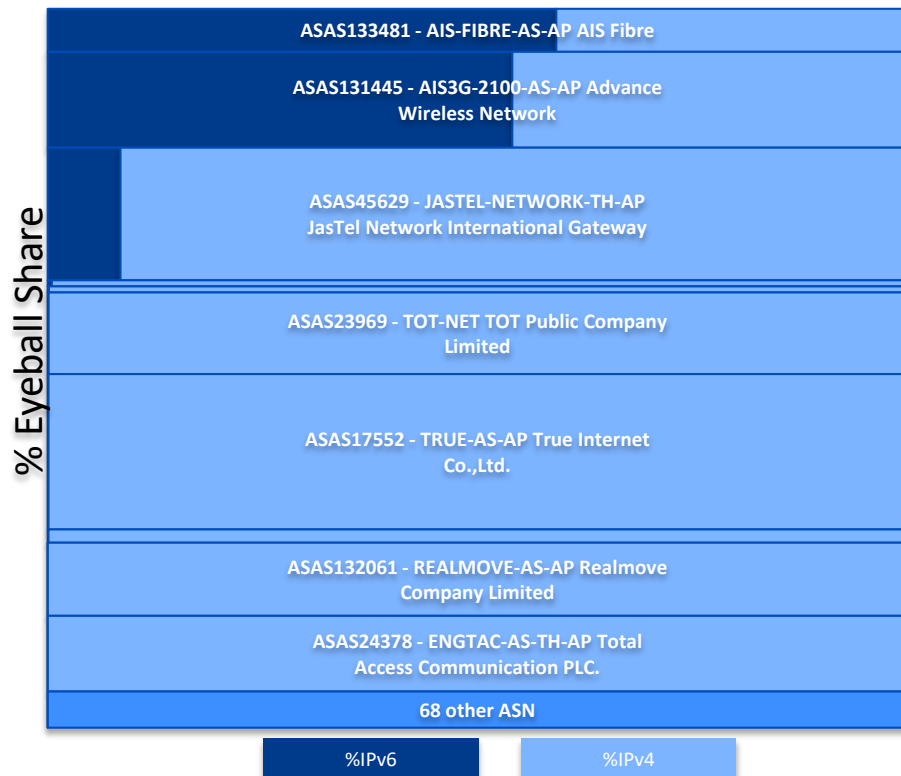 ASAS133481 - AIS-FIBRE-AS-AP AIS Fibre
ASAS131445 - AIS3G-2100-AS-AP Advance
Wireless Network
ASAS45629 - JASTEL-NETWORK-TH-AP
JasTel Network International Gateway
% Eyeball Share
ASAS23969 - TOT-NET TOT Public Company
Limited
ASAS17552 - TRUE-AS-AP True Internet
Co.,Ltd.
ASAS132061 - REALMOVE-AS-AP Realmove
Company Limited
ASAS24378 - ENGTAC-AS-TH-AP Total
Access Communication PLC.
68 other ASN
%IPv6
%IPv4